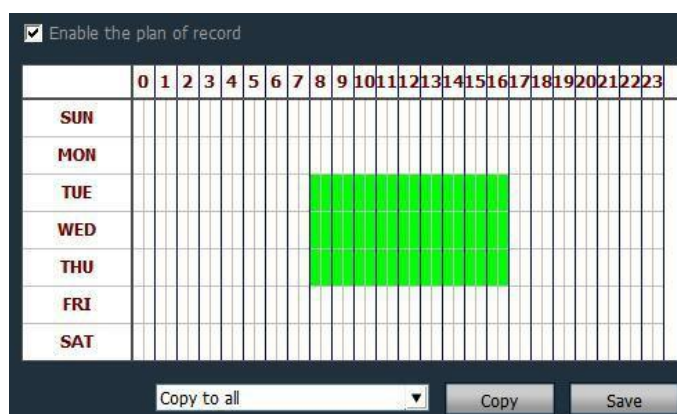 Enable the plan of record
0 1 2 3 4 5 6 7 8 9 10 11 12 13 14 15 16 17 18 19 20 21 22 23
SUN
MON
TUE
WED
THU
FRI
SAT
Copy to all Copy Save